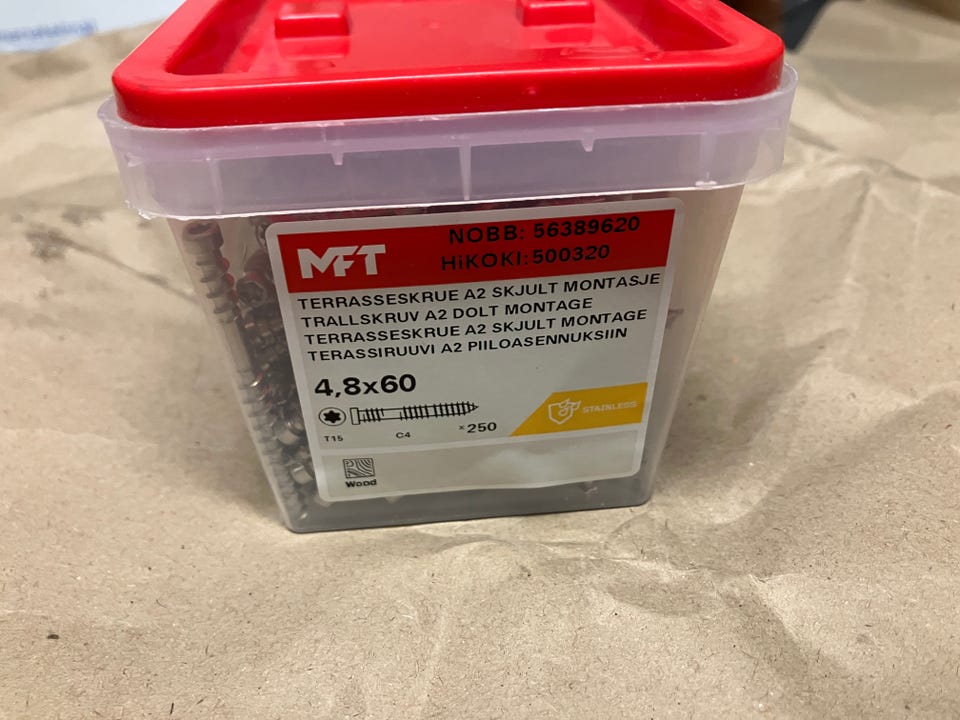 MFT
NOBB: 56389620
HiKOKI:500320
TERRASSESKRUE A2 SKJULT MONTASJE
TRALLSKRUV A2 DOLT MONTAGE
TERRASSESKRUE A2 SKJULT MONTAGE
TERASSIRUUVI A2 PIILOASENNUKSIIN
4,8x60
T15
C4
x250
STAINLESS
Wood